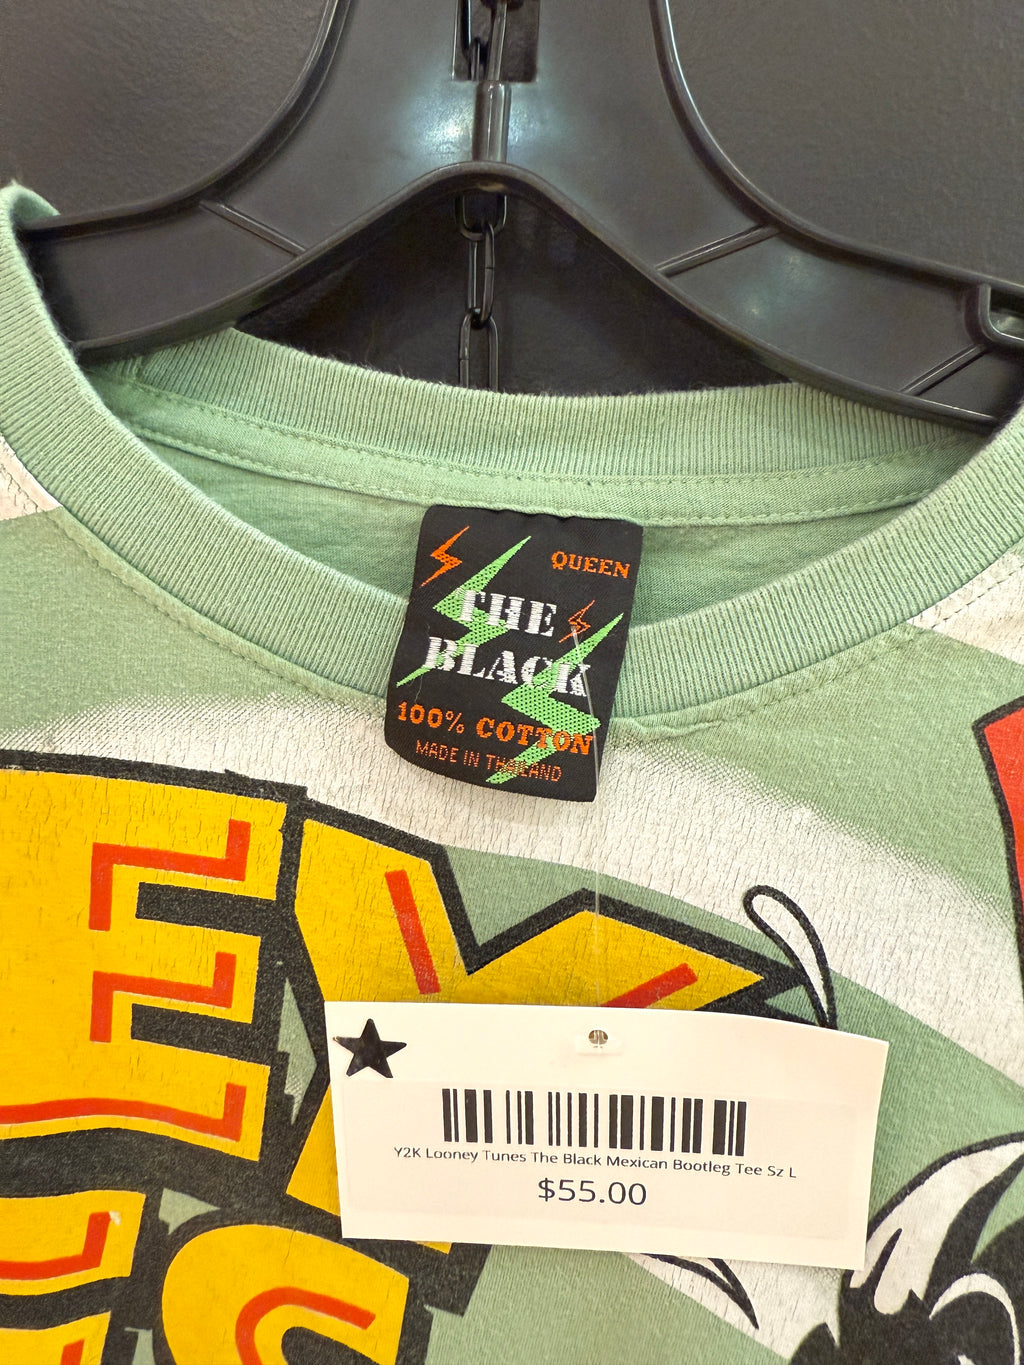 QUEEN
THE
BLACK
100% COTTON
MADE IN THAILAND
Y2K Looney Tunes The Black Mexican Bootleg Tee Sz L
$55.00